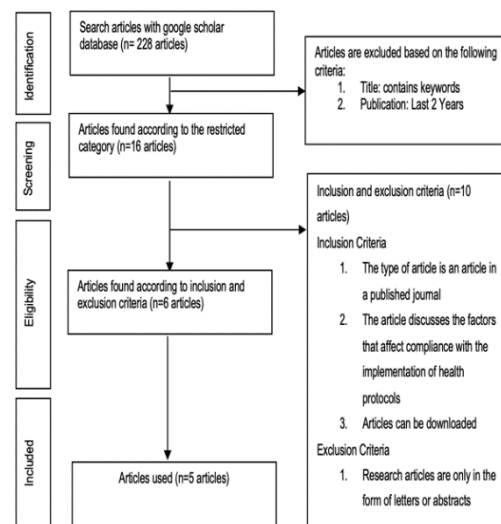 Identification
Search articles with google scholar
database (n= 228 articles)
Articles are excluded based on the following
criteria:
1. Title: contains keywords
2. Publication: Last 2 Years
Screening
Articles found according to the restricted
category (n=16 articles)
Inclusion and exclusion criteria (n=10
articles)
Inclusion Criteria
1. The type of article is an article in
a published journal
2. The article discusses the factors
that affect compliance with the
implementation of health
protocols
3. Articles can be downloaded
Exclusion Criteria
1. Research articles are only in the
form of letters or abstracts
Eligibility
Articles found according to inclusion and
exclusion criteria (n=6 articles)
Included
Articles used (n=5 articles)